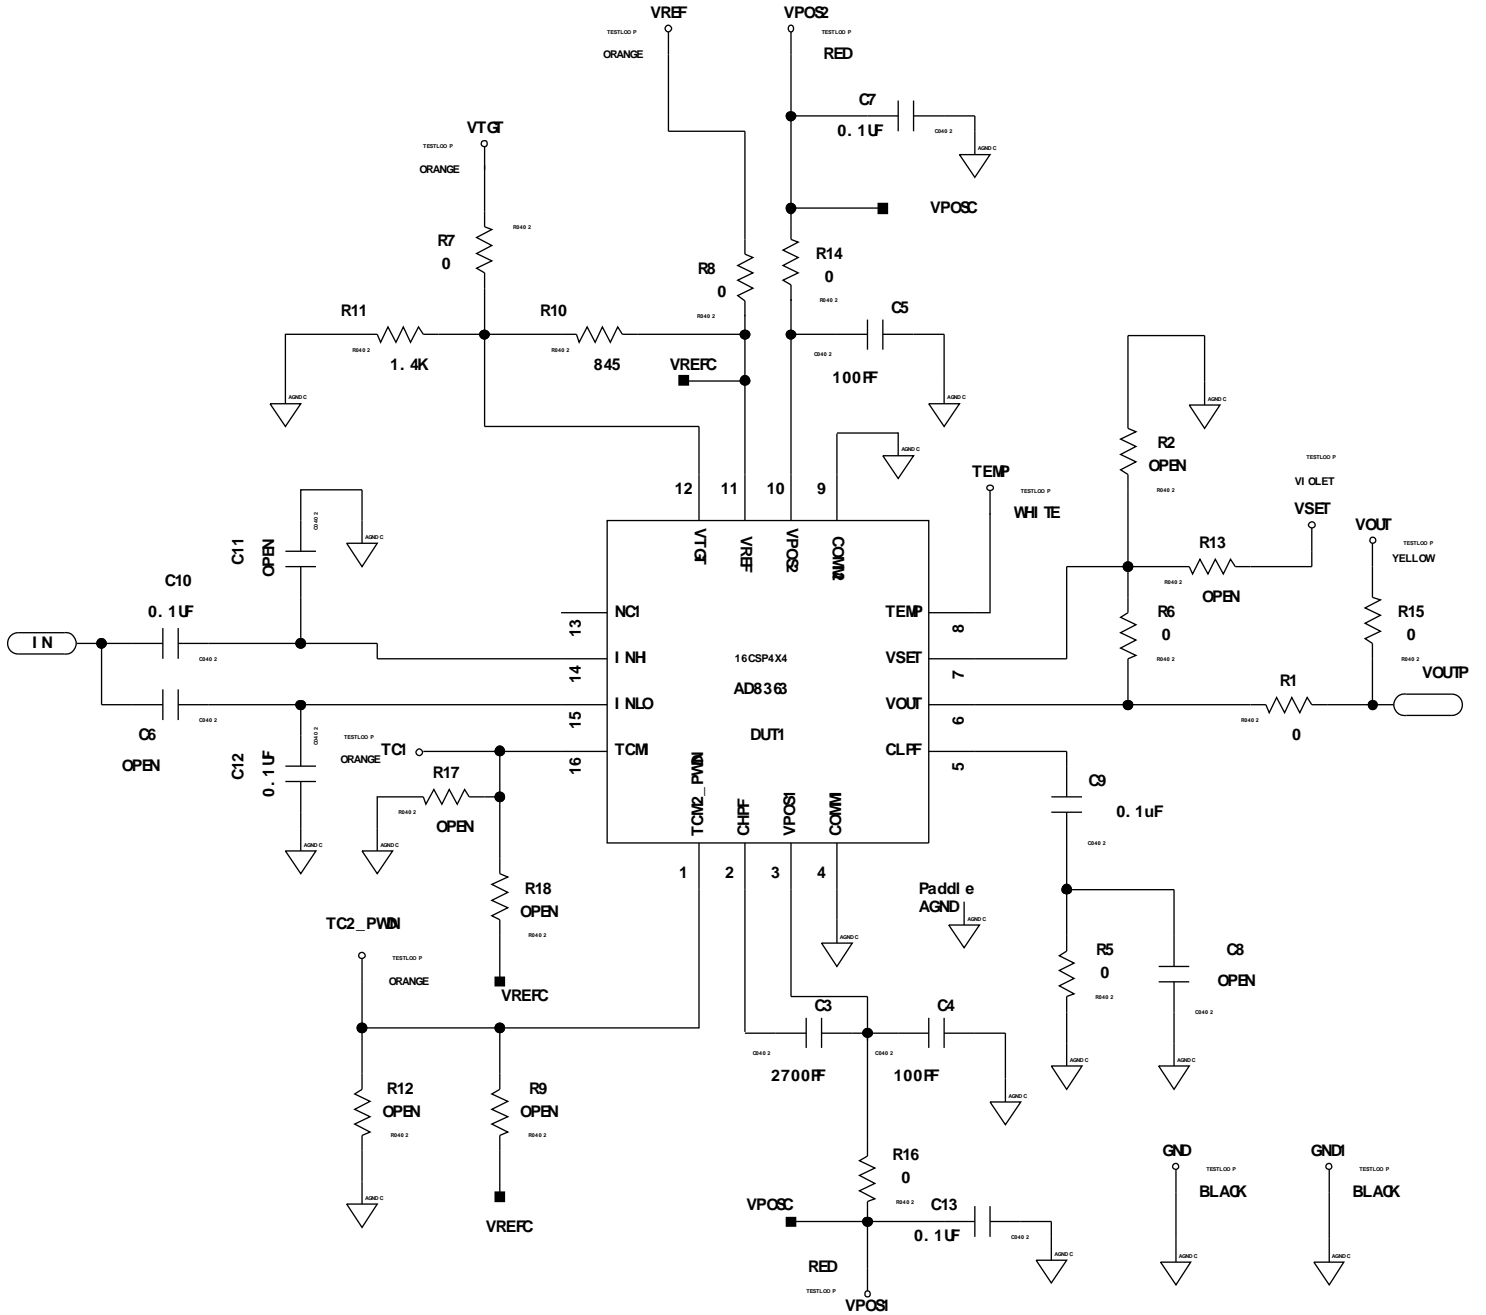 VREF
TESTLOOP
ORANGE
VPOS2
TESTLOOP
RED
C7
0.1UF
C0402
AGNDC
VPOSC
VTGT
TESTLOOP
ORANGE
R7
0
R0402
R8
0
R0402
R14
0
R0402
R11
R0402
1.4K
R10
R0402
845
AGNDC
VREFC
C5
C0402
100PF
AGNDC
AGNDC
12
11
10
9
VTGT
VREF
VPOS2
COMM2
TEMP
TESTLOOP
WHITE
AGNDC
R2
OPEN
R0402
TESTLOOP
VIOLET
VSET
VOUT
TESTLOOP
YELLOW
R13
R0402
OPEN
R6
0
R0402
R15
0
R0402
VOUTP
R1
R0402
0
C11
OPEN
C0402
AGNDC
C10
0.1UF
C0402
IN
C6
OPEN
C0402
C12
0.1UF
C0402
AGNDC
NC1
13
INHI
14
INLO
15
TCM1
16
16CSP4X4
AD8363
DUT1
TEMP
8
VSET
7
VOUT
6
CLPF
5
TCM2_PWDN
CHPF
VPOS1
COMM1
1
2
3
4
TESTLOOP
TC1
ORANGE
R17
R0402
OPEN
AGNDC
R18
OPEN
R0402
VREFC
C9
0.1uF
C0402
Paddle
AGND
AGNDC
AGNDC
R5
0
R0402
C8
OPEN
C0402
AGNDC
AGNDC
TC2_PWDN
TESTLOOP
ORANGE
R12
OPEN
R0402
R9
OPEN
R0402
AGNDC
VREFC
C3
C0402
2700PF
C4
C0402
100PF
AGNDC
R16
0
R0402
VPOSC
C13
0.1UF
C0402
AGNDC
RED
TESTLOOP
VPOS1
GND
TESTLOOP
BLACK
AGNDC
GND1
TESTLOOP
BLACK
AGNDC